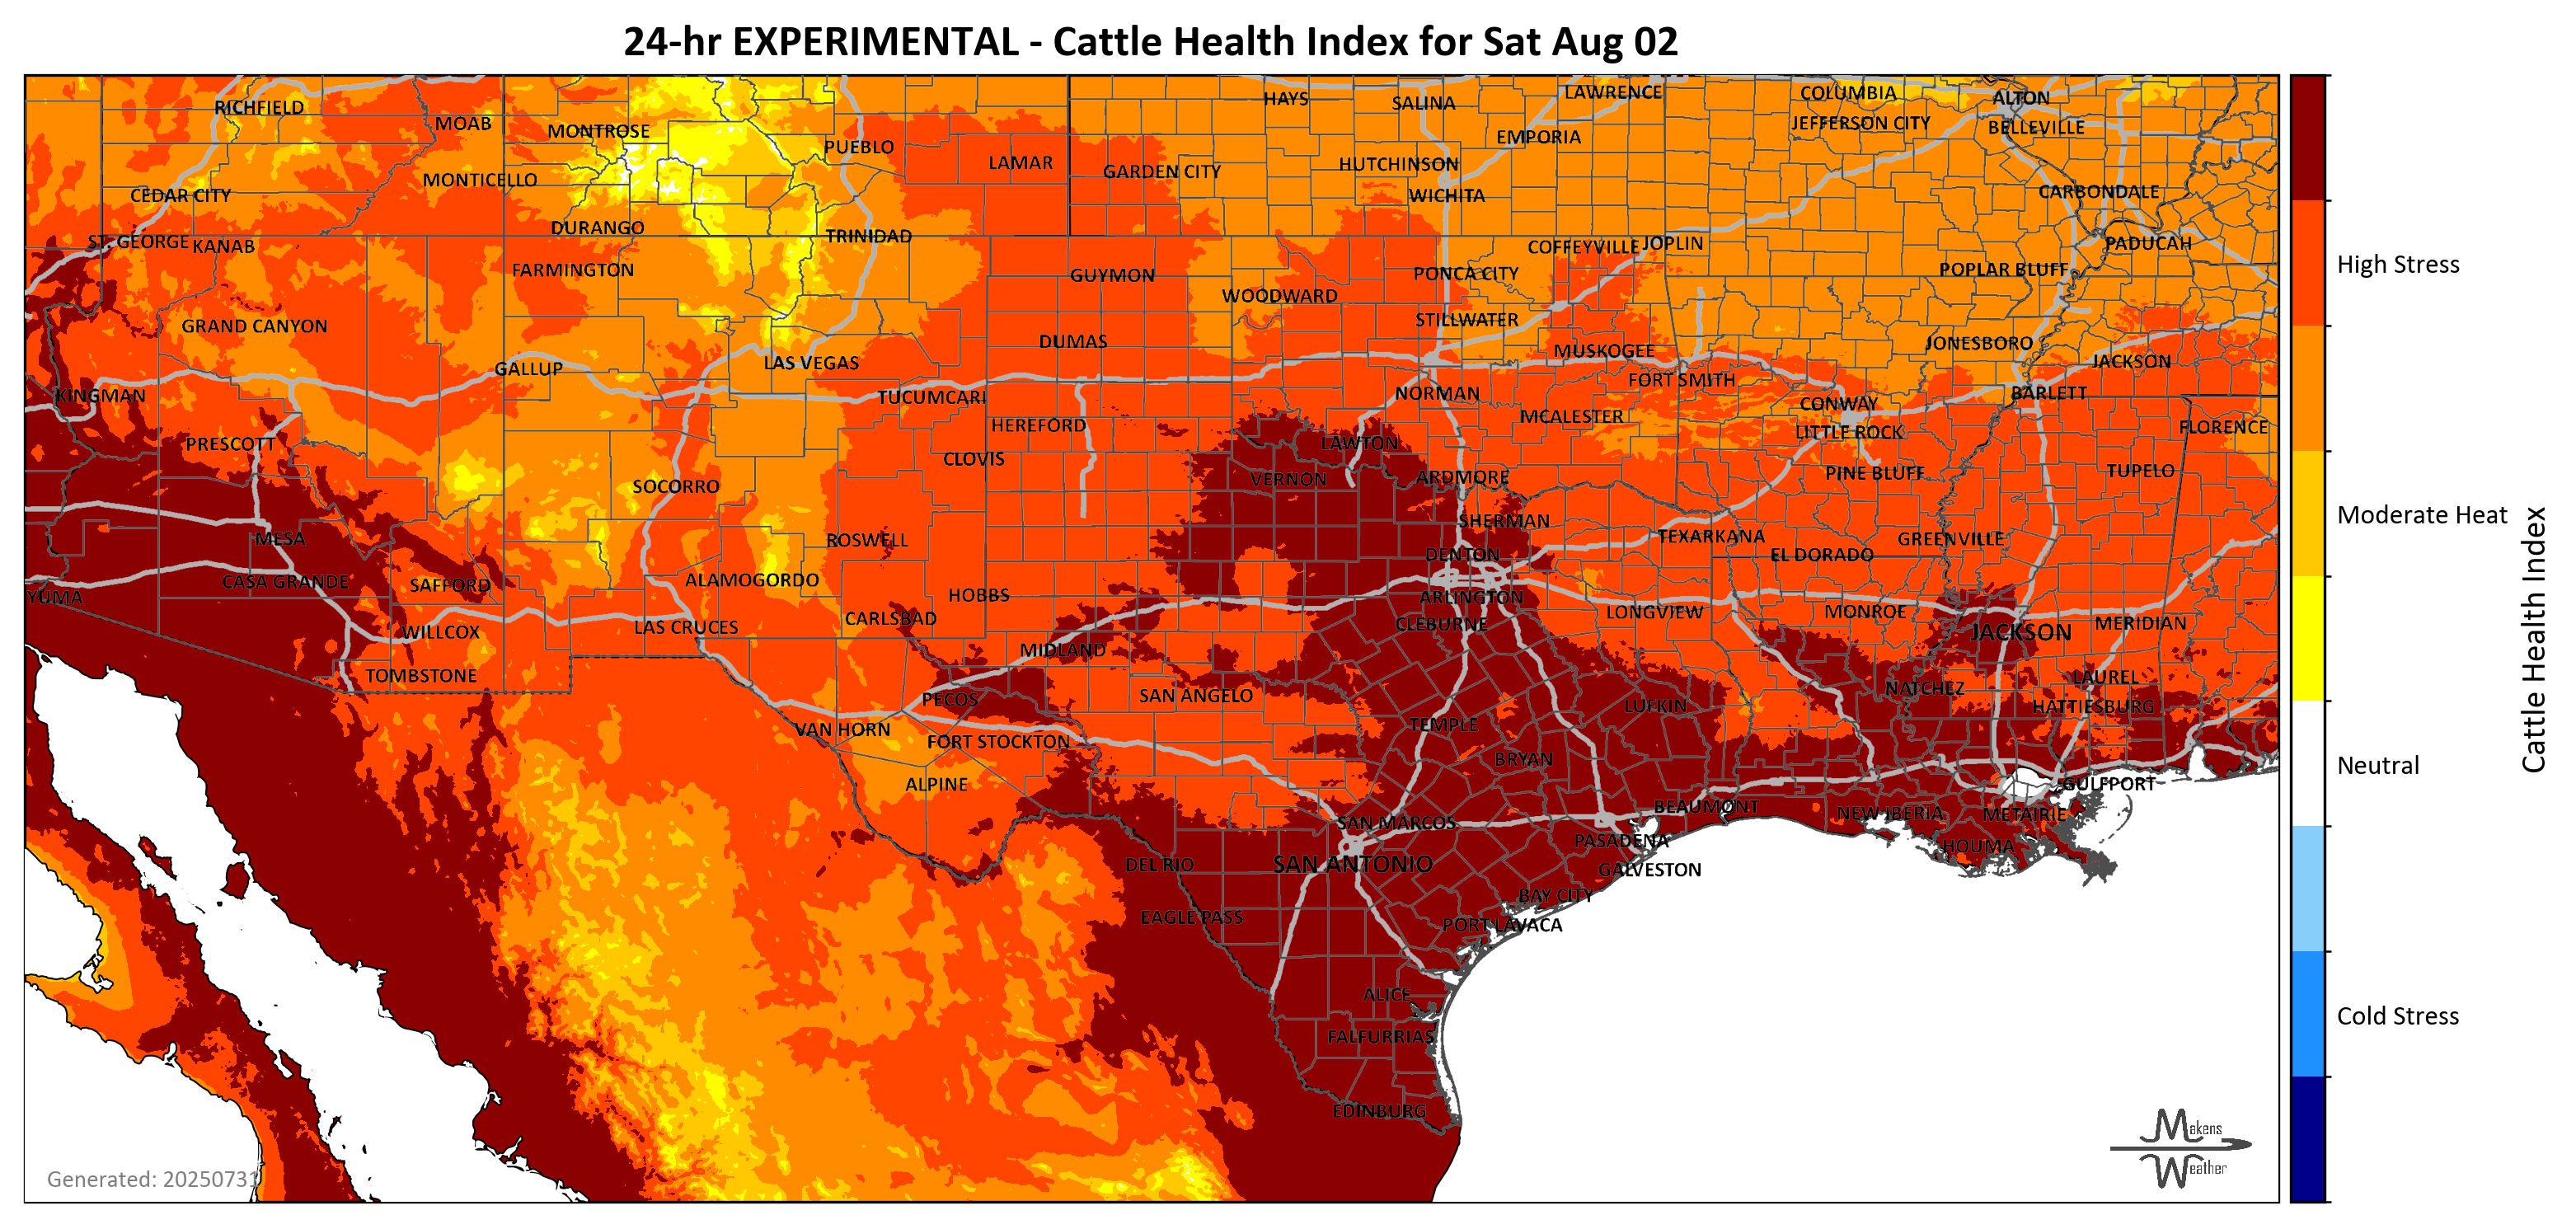 24-hr EXPERIMENTAL - Cattle Health Index for Sat Aug 02
RICHFIELD
MOAB
MONTROSE
PUEBLO
LAMAR
GARDEN CITY
HAYS
SALINA
LAWRENCE
EMPORIA
HUTCHINSON
WICHITA
COLUMBIA
JEFFERSON CITY
ALTON
BELLEVILLE
CARBONDALE
CEDAR CITY
MONTICELLO
DURANGO
TRINIDAD
ST. GEORGE
KANAB
FARMINGTON
GUYMON
WOODWARD
PONCA CITY
COFFEYVILLE
JOPLIN
POPLAR BLUFF
PADUCAH
GRAND CANYON
GALLUP
LAS VEGAS
DUMAS
STILLWATER
MUSKOGEE
JONESBORO
JACKSON
KINGMAN
TUCUMCARI
NORMAN
FORT SMITH
CONWAY
BARLETT
PRESCOTT
HEREFORD
LAWTON
MCALESTER
LITTLE ROCK
FLORENCE
CLOVIS
VERNON
ARDMORE
PINE BLUFF
TUPELO
SOCORRO
SHERMAN
MESA
ROSWELL
DENTON
TEXARKANA
EL DORADO
GREENVILLE
YUMA
CASA GRANDE
SAFFORD
ALAMOGORDO
HOBBS
ARLINGTON
LONGVIEW
MONROE
WILLCOX
LAS CRUCES
CARLSBAD
CLEBURNE
JACKSON
MERIDIAN
TOMBSTONE
MIDLAND
PECOS
SAN ANGELO
LUFKIN
NATCHEZ
LAUREL
HATTIESBURG
VAN HORN
FORT STOCKTON
TEMPLE
BRYAN
ALPINE
SAN MARCOS
BEAUMONT
NEW IBERIA
METAIRIE
GULFPORT
PASADENA
HOUMA
DEL RIO
SAN ANTONIO
GALVESTON
BAY CITY
EAGLE PASS
PORT LAVACA
ALICE
FALFURRIAS
EDINBURG
High Stress
Moderate Heat
Neutral
Cold Stress
Cattle Health Index
Generated: 20250731
Makens
Weather